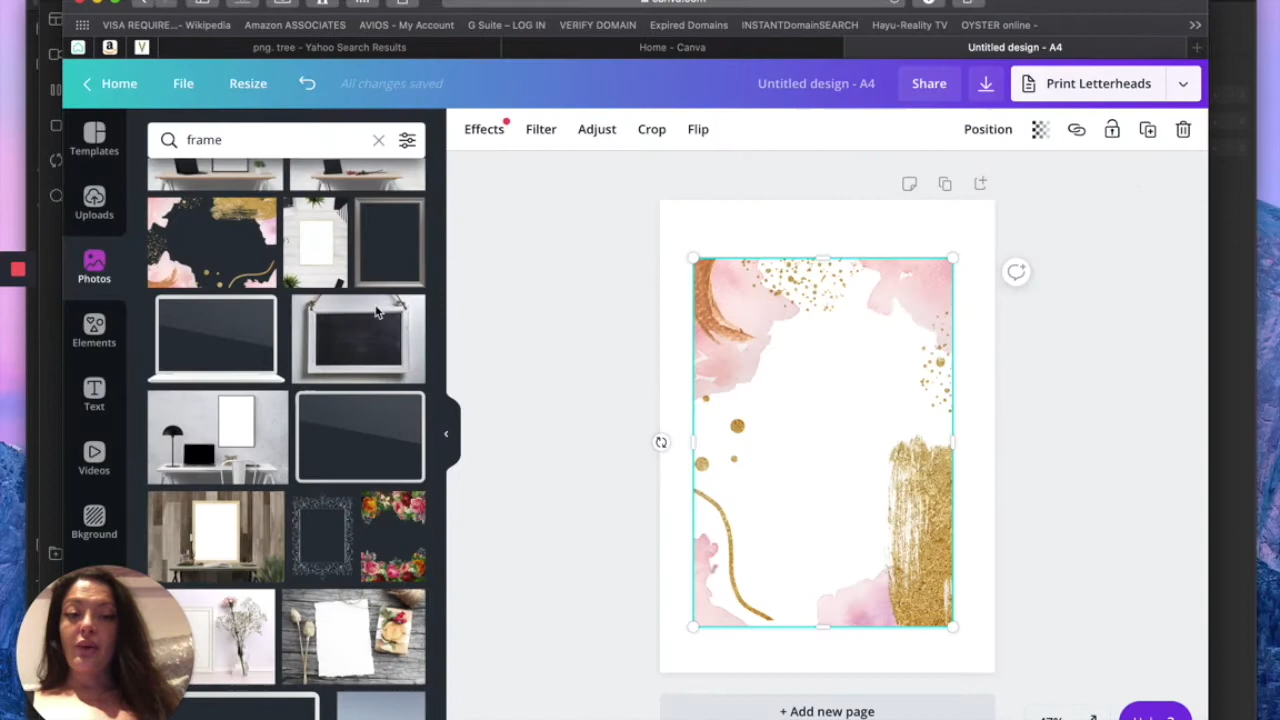 canva.com
VISA REQUIRE... - Wikipedia Amazon ASSOCIATES AVIOS - My Account G Suite – LOG IN VERIFY DOMAIN Expired Domains INSTANTDomainSEARCH Hayu-Reality TV OYSTER online -
png. tree - Yahoo Search Results Home - Canva Untitled design - A4
Home File Resize All changes saved Untitled design - A4 Share Print Letterheads
frame
Effects Filter Adjust Crop Flip Position
Templates
Uploads
Photos
Elements
Text
Videos
Bkground
+ Add new page
47%